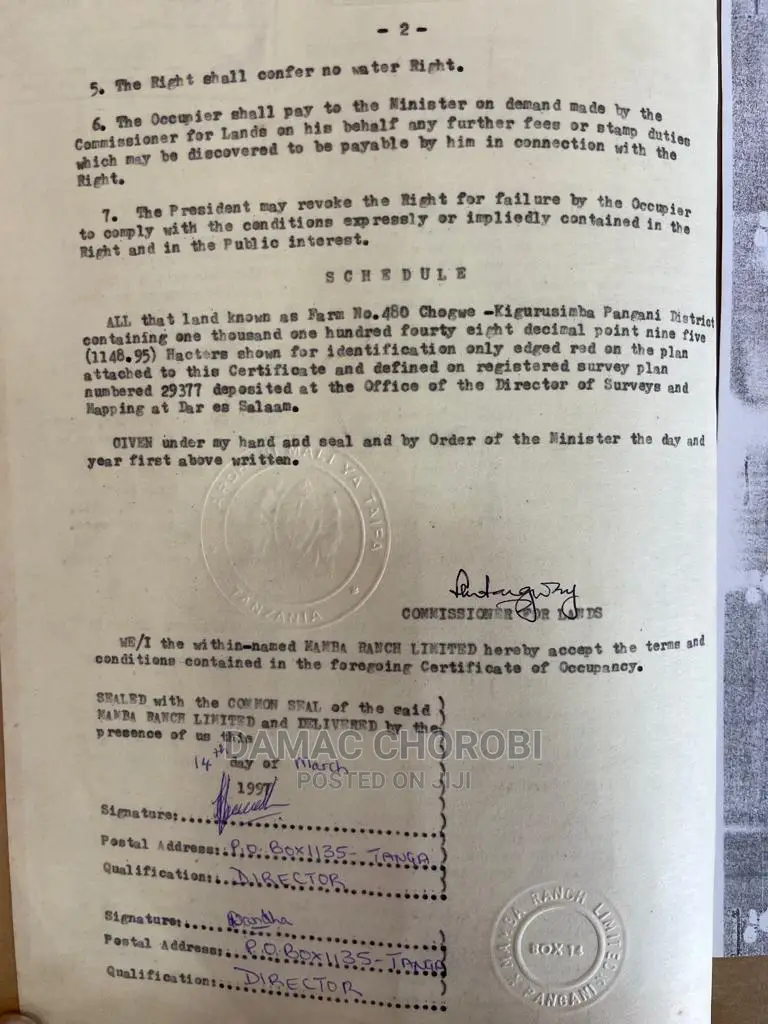 - 2 -
5. The Right shall confer no water Right.
6. The Occupier shall pay to the Minister on demand made by the
Commissioner for Lands on his behalf any further fees or stamp duties
which may be discovered to be payable by him in connection with the
Right.
7. The President may revoke the Right for failure by the Occupier
to comply with the conditions expressly or impliedly contained in the
Right and in the Public interest.
SCHEDULE
ALL that land known as Farm No.480 Chogwe -Kigurusimba Pangani District
containing one thousand one hundred fourty eight decimal point nine five
(1148.95) Hacters shown for identification only edged red on the plan
attached to this Certificate and defined on registered survey plan
numbered 29377 deposited at the Office of the Director of Surveys and
Mapping at Dar es Salaam.
GIVEN under my hand and seal and by Order of the Minister the day and
year first above written.
ARDHI NI MALI YA TAIFA
TANZANIA
COMMISSIONER FOR LANDS
WE/I the within-named MAMBA RANCH LIMITED hereby accept the terms and
conditions contained in the foregoing Certificate of Occupancy.
SEALED with the COMMON SEAL of the said
MAMBA RANCH LIMITED and DELIVERED by the
presence of us this
DAMAC CHOROBI
14th day of March
POSTED ON JIJI
1997
Signature:
Postal Address: P.O. BOX 1135 - TANGA
Qualification: DIRECTOR
Signature:
Postal Address: P.O. BOX 1135 - TANGA
Qualification: DIRECTOR
MAMBA RANCH LIMITED
BOX 14
PANGANI